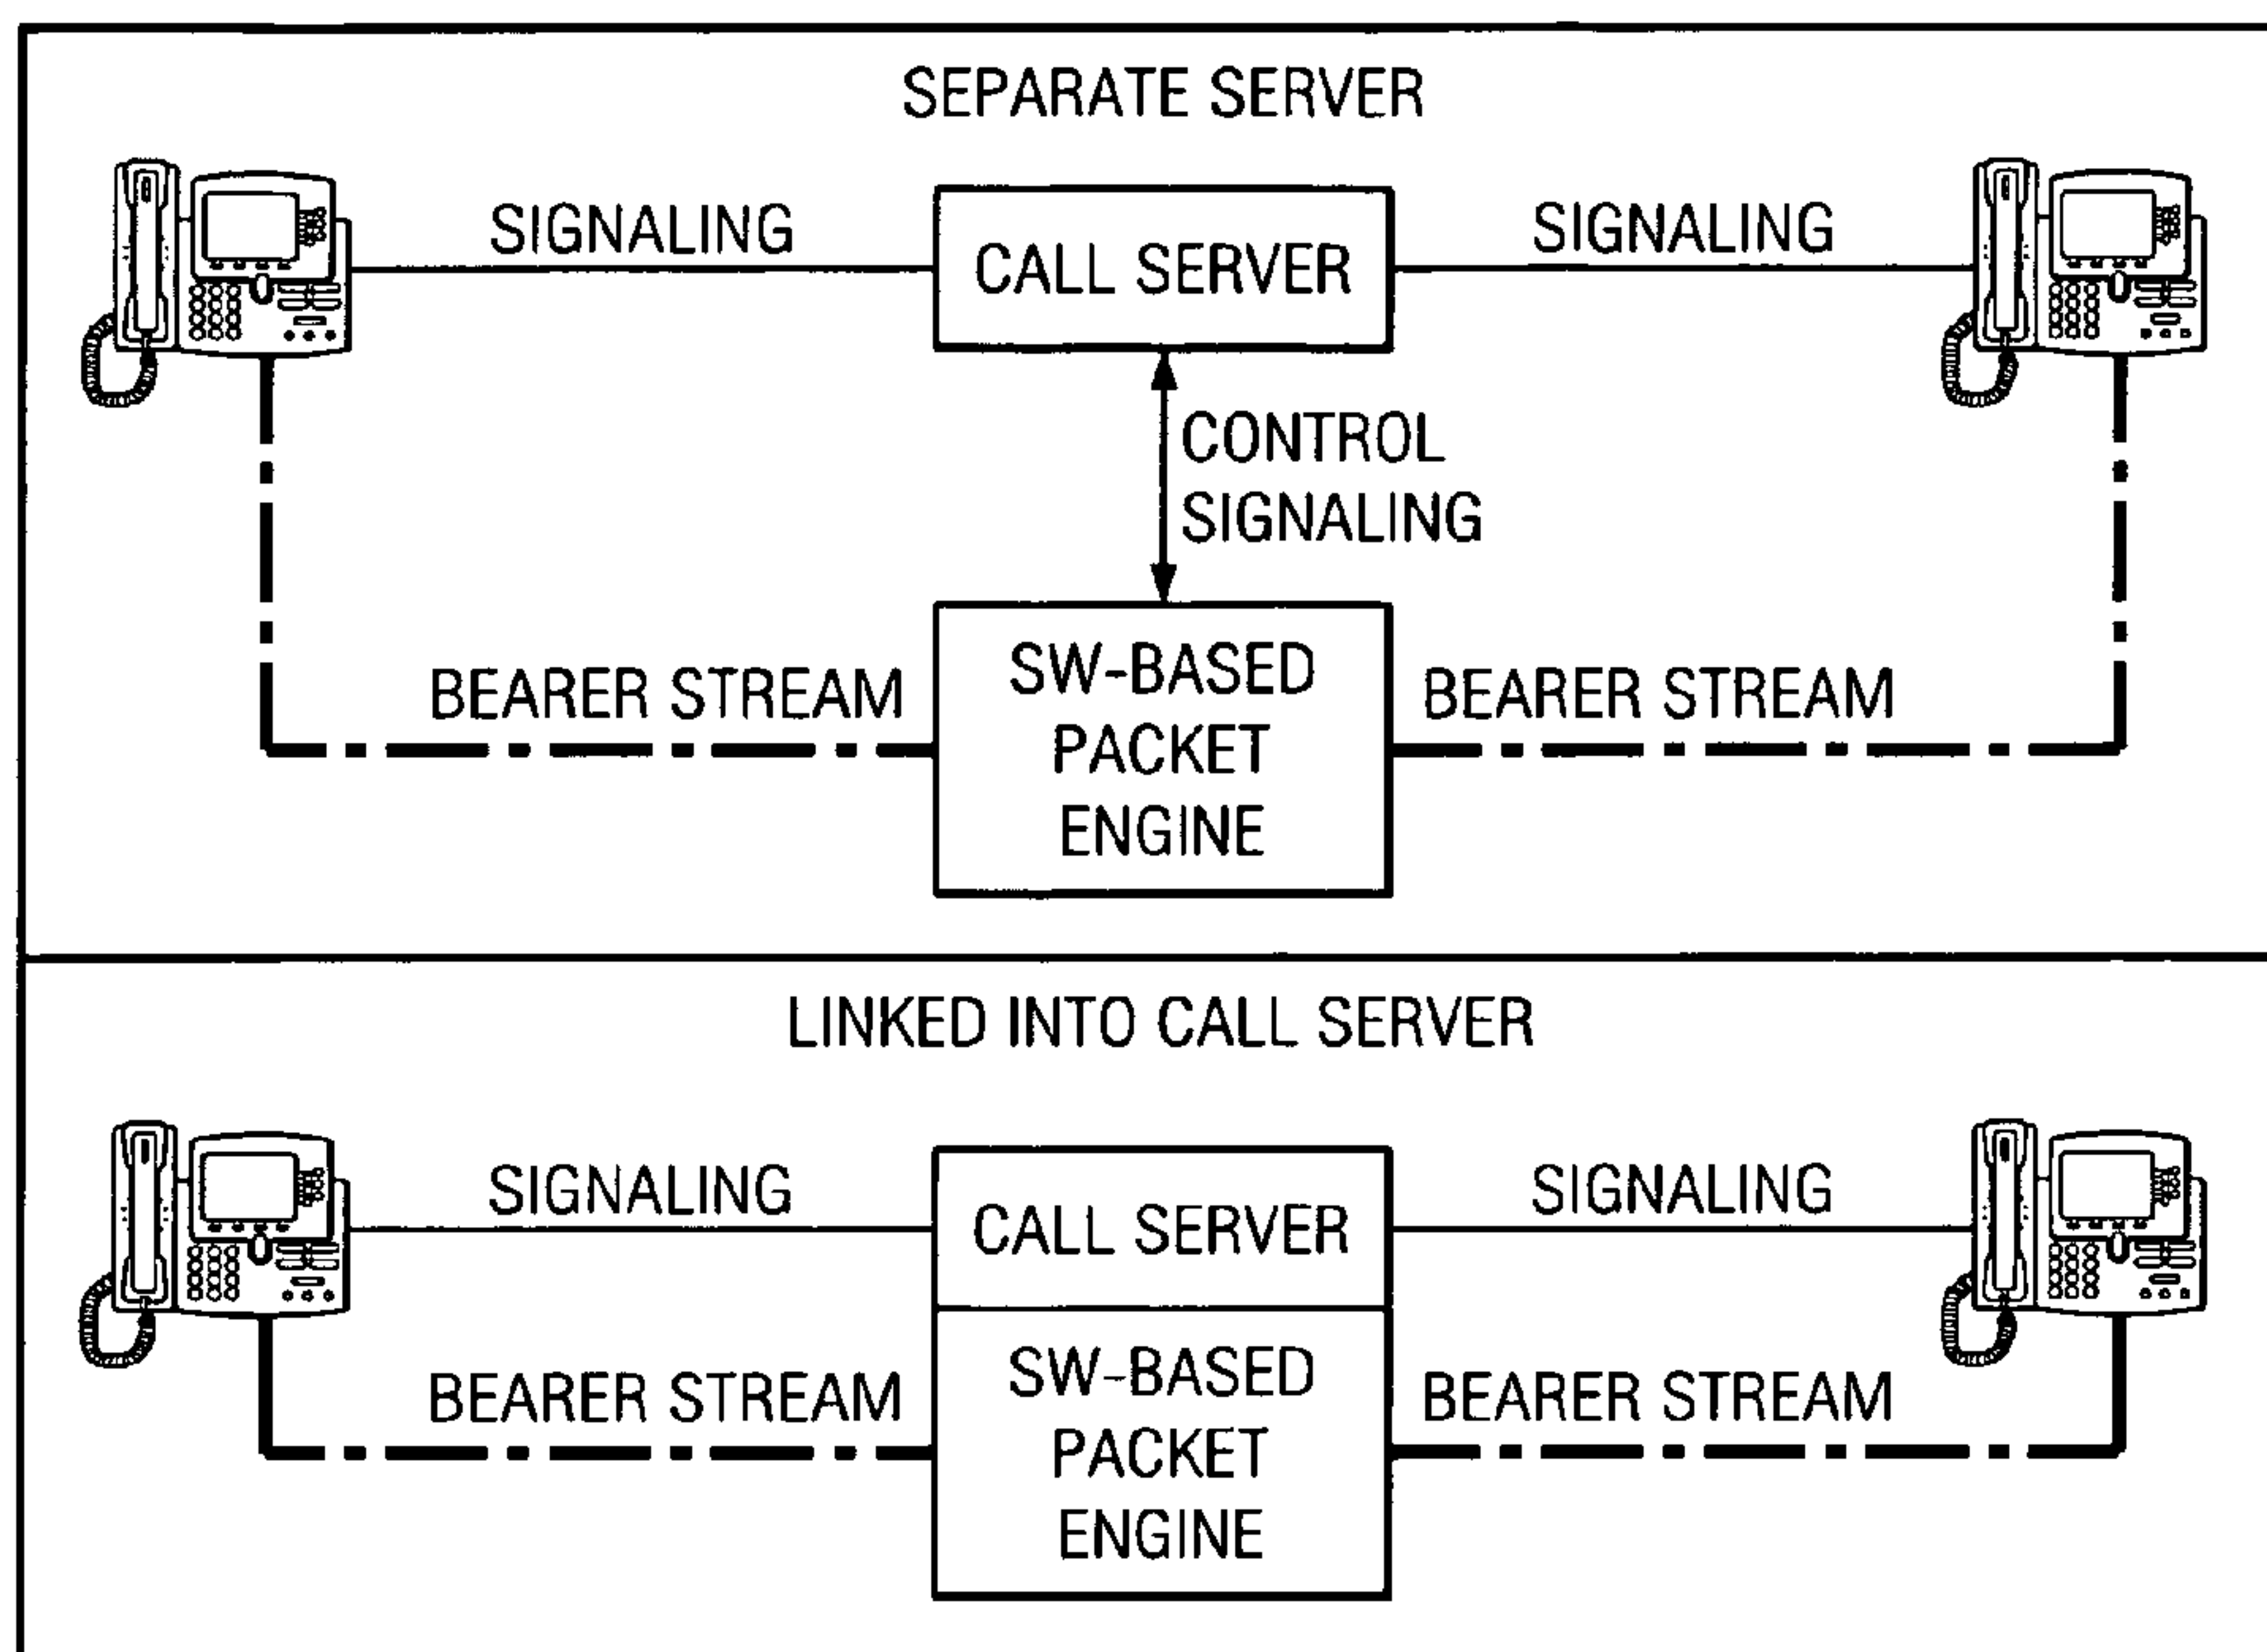 SEPARATE SERVER
SIGNALING
CALL SERVER
SIGNALING
CONTROL
SIGNALING
BEARER STREAM
SW-BASED
PACKET
ENGINE
BEARER STREAM
LINKED INTO CALL SERVER
SIGNALING
CALL SERVER
SIGNALING
BEARER STREAM
SW-BASED
PACKET
ENGINE
BEARER STREAM